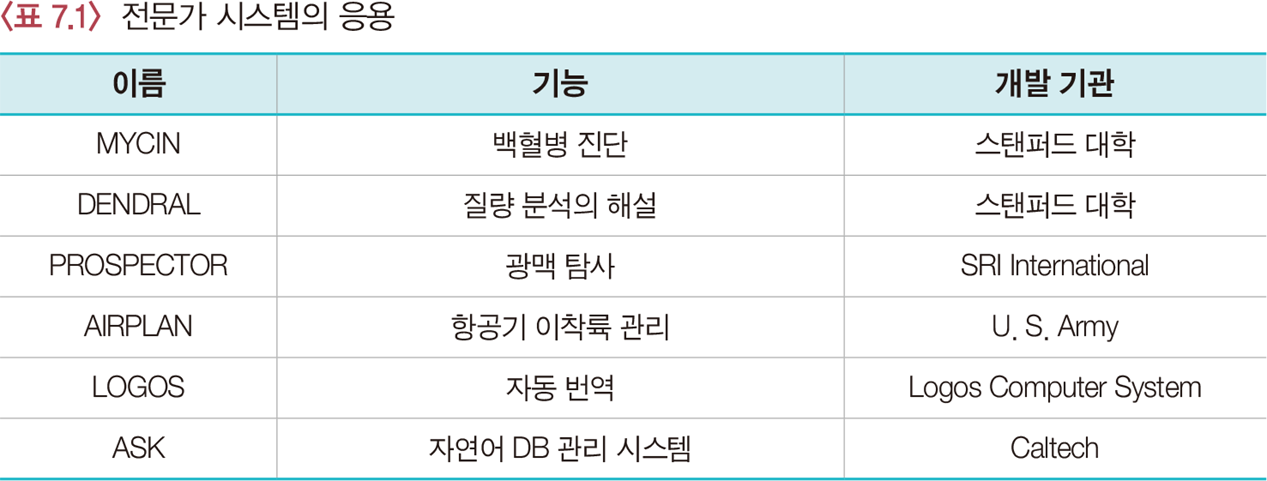 〈표 7.1〉 전문가 시스템의 응용
이름 기능 개발 기관
MYCIN 백혈병 진단 스탠퍼드 대학
DENDRAL 질량 분석의 해설 스탠퍼드 대학
PROSPECTOR 광맥 탐사 SRI International
AIRPLAN 항공기 이착륙 관리 U. S. Army
LOGOS 자동 번역 Logos Computer System
ASK 자연어 DB 관리 시스템 Caltech